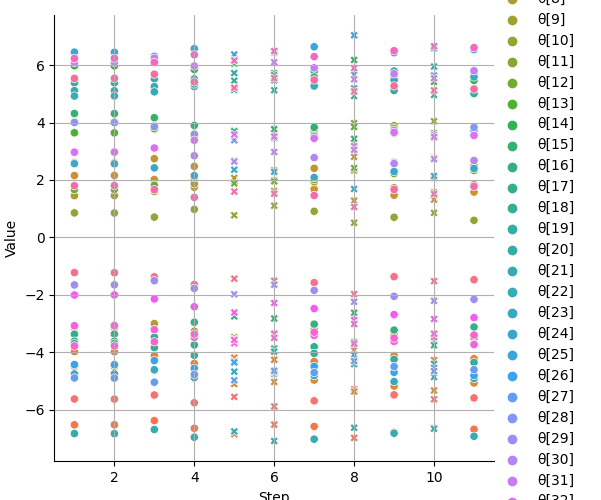 θ[8]
θ[9]
θ[10]
θ[11]
θ[12]
θ[13]
θ[14]
θ[15]
θ[16]
θ[17]
θ[18]
θ[19]
θ[20]
θ[21]
θ[22]
θ[23]
θ[24]
θ[25]
θ[26]
θ[27]
θ[28]
θ[29]
θ[30]
θ[31]
θ[32]
6
4
2
0
−2
−4
−6
Value
2
4
6
8
10
Step